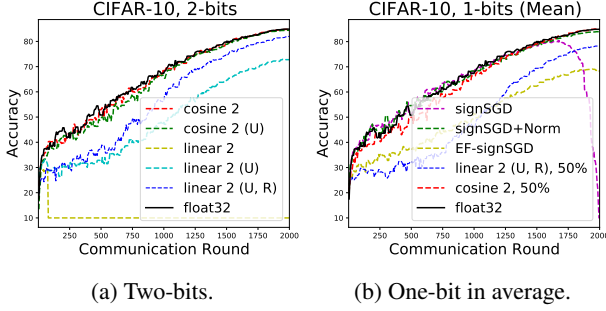 CIFAR-10, 2-bits
Accuracy
80
70
60
50
40
30
20
10
cosine 2
cosine 2 (U)
linear 2
linear 2 (U)
linear 2 (U, R)
float32
250 500 750 1000 1250 1500 1750 2000
Communication Round
(a) Two-bits.
CIFAR-10, 1-bits (Mean)
Accuracy
80
70
60
50
40
30
20
10
signSGD
signSGD+Norm
EF-signSGD
linear 2 (U, R), 50%
cosine 2, 50%
float32
250 500 750 1000 1250 1500 1750 2000
Communication Round
(b) One-bit in average.